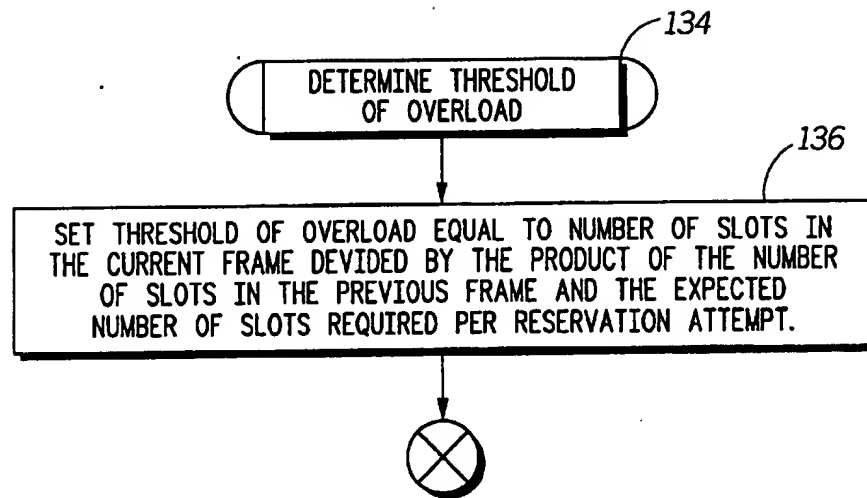 134
DETERMINE THRESHOLD
OF OVERLOAD
136
SET THRESHOLD OF OVERLOAD EQUAL TO NUMBER OF SLOTS IN
THE CURRENT FRAME DEVIDED BY THE PRODUCT OF THE NUMBER
OF SLOTS IN THE PREVIOUS FRAME AND THE EXPECTED
NUMBER OF SLOTS REQUIRED PER RESERVATION ATTEMPT.